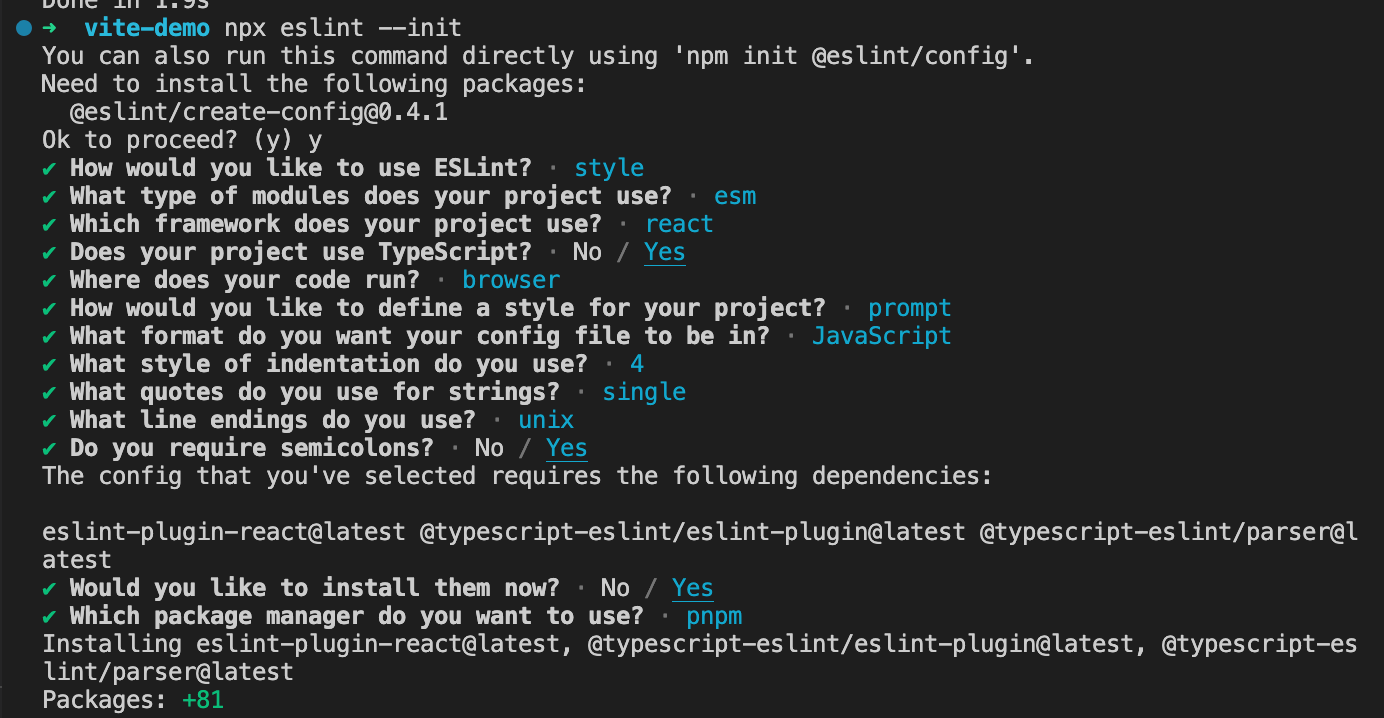 Done in 1.9s
➜  vite-demo npx eslint --init
You can also run this command directly using 'npm init @eslint/config'.
Need to install the following packages:
  @eslint/create-config@0.4.1
Ok to proceed? (y) y
✔ How would you like to use ESLint? · style
✔ What type of modules does your project use? · esm
✔ Which framework does your project use? · react
✔ Does your project use TypeScript? · No / Yes
✔ Where does your code run? · browser
✔ How would you like to define a style for your project? · prompt
✔ What format do you want your config file to be in? · JavaScript
✔ What style of indentation do you use? · 4
✔ What quotes do you use for strings? · single
✔ What line endings do you use? · unix
✔ Do you require semicolons? · No / Yes
The config that you've selected requires the following dependencies:

eslint-plugin-react@latest @typescript-eslint/eslint-plugin@latest @typescript-eslint/parser@l
atest
✔ Would you like to install them now? · No / Yes
✔ Which package manager do you want to use? · pnpm
Installing eslint-plugin-react@latest, @typescript-eslint/eslint-plugin@latest, @typescript-es
lint/parser@latest
Packages: +81